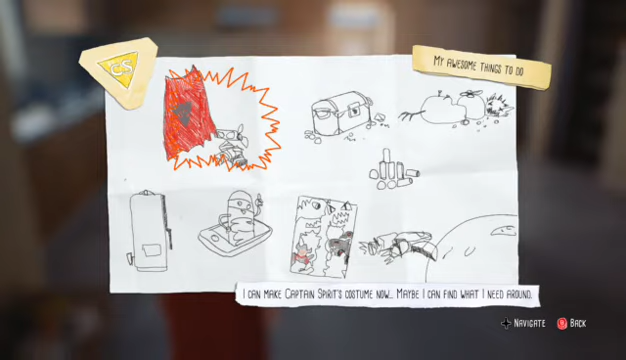 CS
MY AWESOME THINGS TO DO
I CAN MAKE CAPTAIN SPIRIT'S COSTUME NOW... MAYBE I CAN FIND WHAT I NEED AROUND.
NAVIGATE BACK